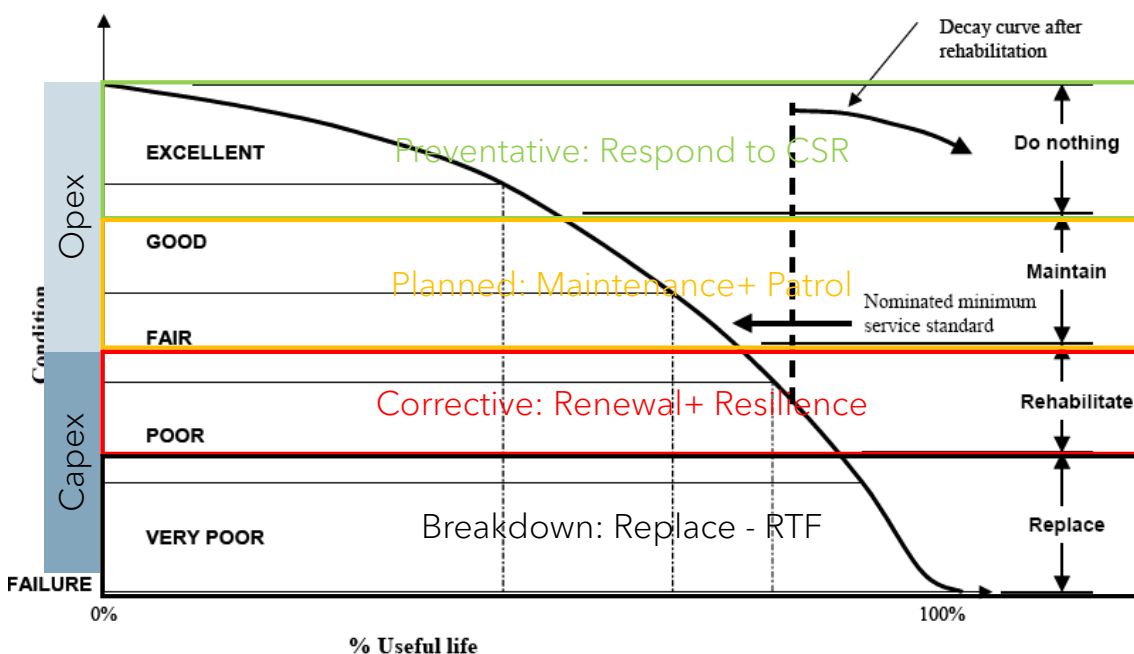 Decay curve after
rehabilitation
Opex
EXCELLENT
Preventative: Respond to CSR
Do nothing
GOOD
Planned: Maintenance+ Patrol
Maintain
Nominated minimum
service standard
FAIR
Condition
Capex
Corrective: Renewal+ Resilience
Rehabilitate
POOR
Breakdown: Replace - RTF
Replace
VERY POOR
FAILURE
0%
100%
% Useful life